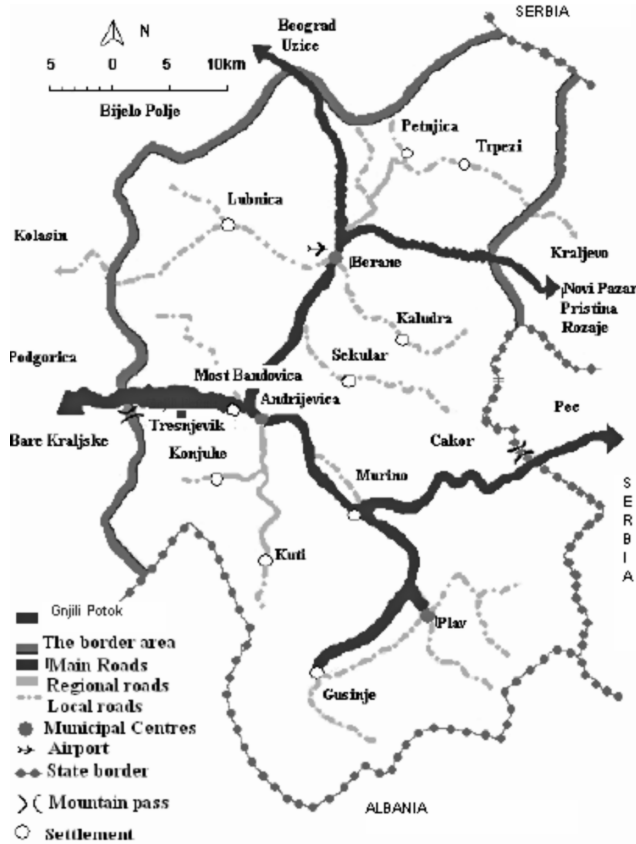 SERBIA
Beograd
Uzice
N
5 0 5 10km
Bijelo Polje
Petnjica
Trpezi
Lubnica
Kolasin
Kraljevo
Berane
Novi Pazar
Pristina
Rozaje
Kaludra
Sekular
Podgorica
Most Bandovica
Andrijevica
Pec
Tresnjevik
Bare Kraljske
Cakor
Konjuhe
Murino
SERBIA
Kuti
Plav
Gusinje
Gnjili Potok
The border area
Main Roads
Regional roads
Local roads
Municipal Centres
Airport
State border
Mountain pass
Settlement
ALBANIA